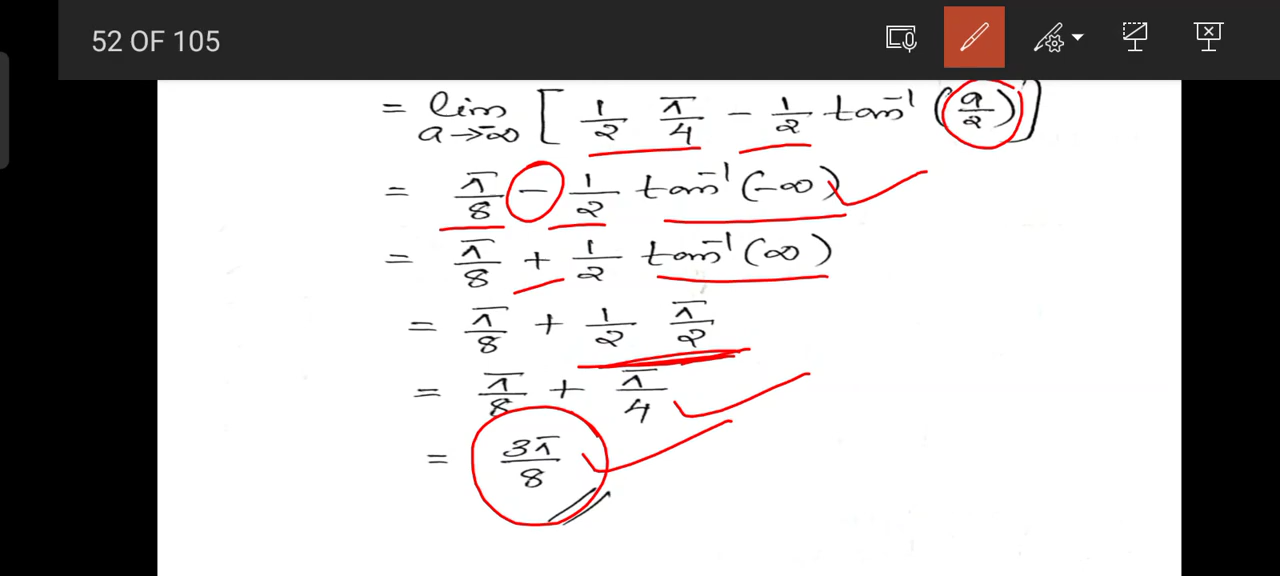 52 OF 105
= lim a→-∞ [ 1/2 π/4 - 1/2 tan⁻¹ (a/2) ]
= π/8 - 1/2 tan⁻¹(-∞)
= π/8 + 1/2 tan⁻¹(∞)
= π/8 + 1/2 π/2
= π/8 + π/4
= 3π/8